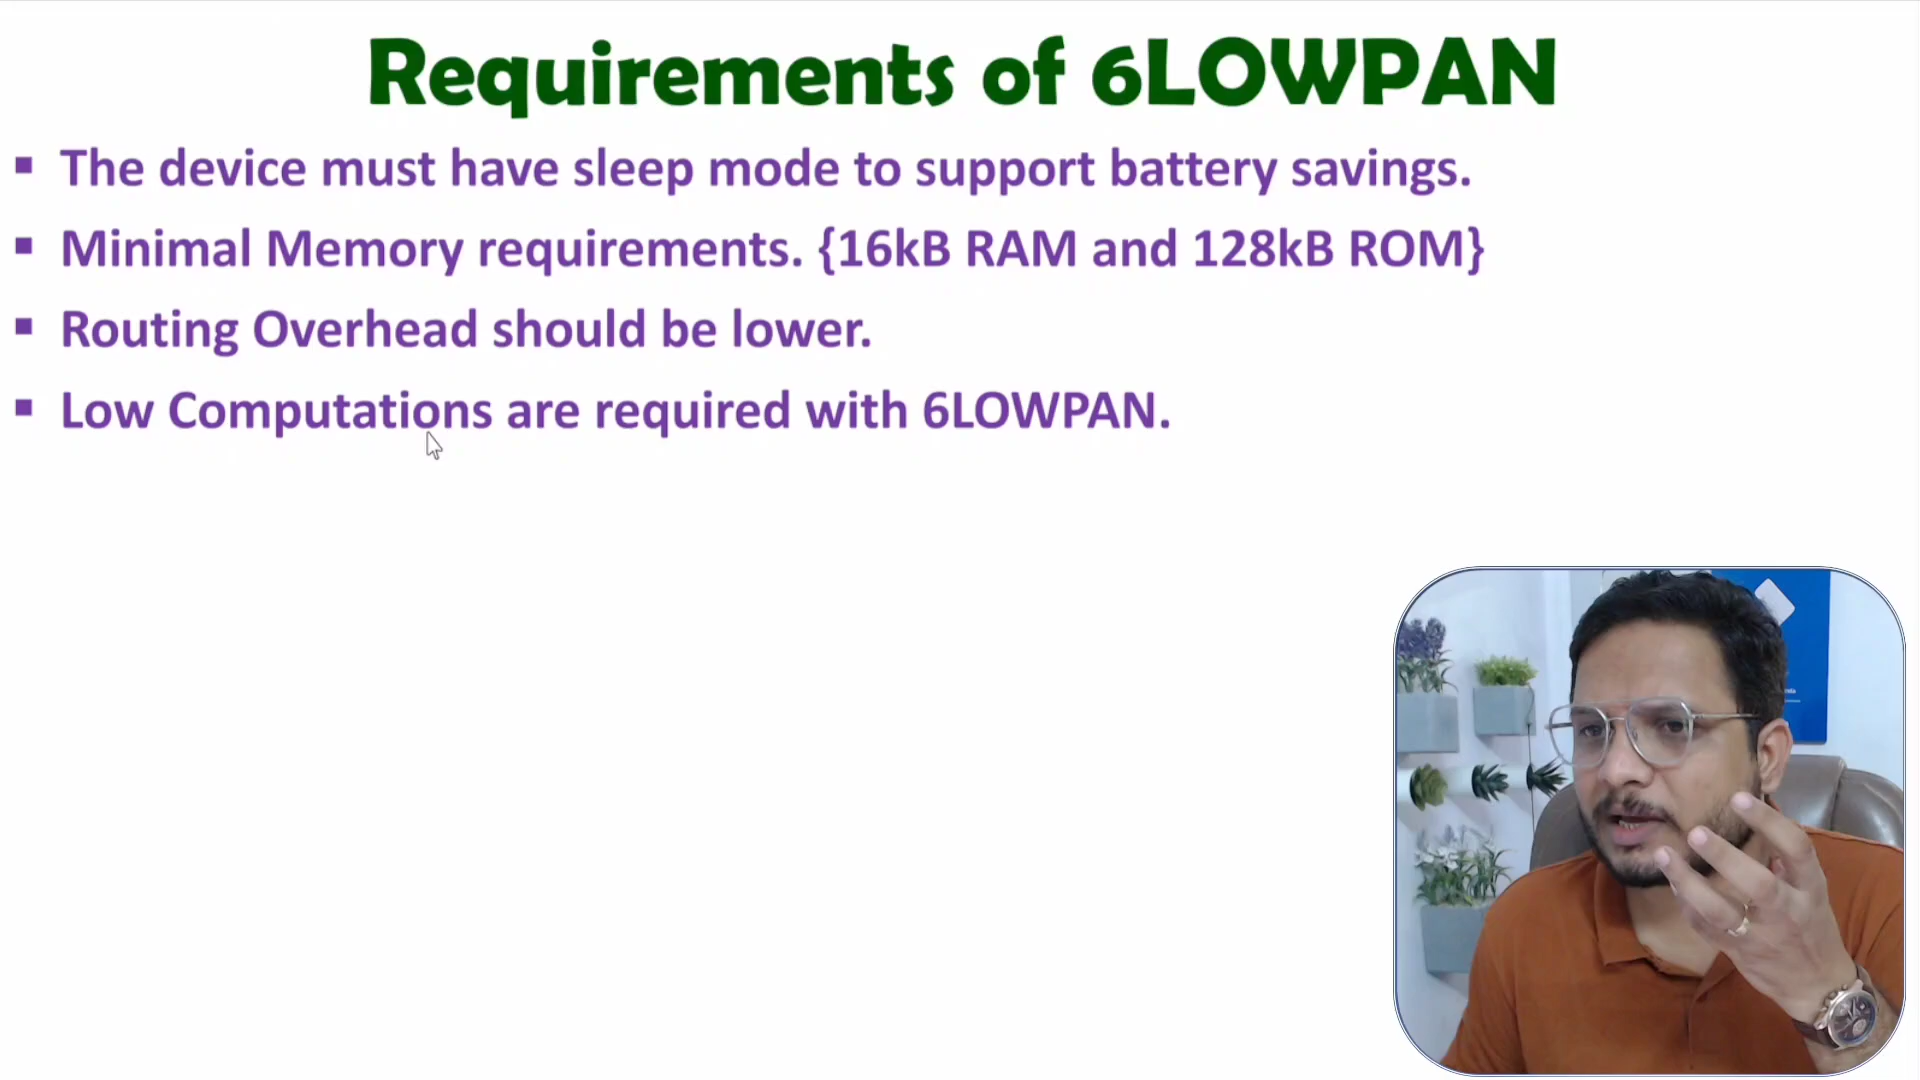 Requirements of 6LOWPAN
▪ The device must have sleep mode to support battery savings.
▪ Minimal Memory requirements. {16kB RAM and 128kB ROM}
▪ Routing Overhead should be lower.
▪ Low Computations are required with 6LOWPAN.